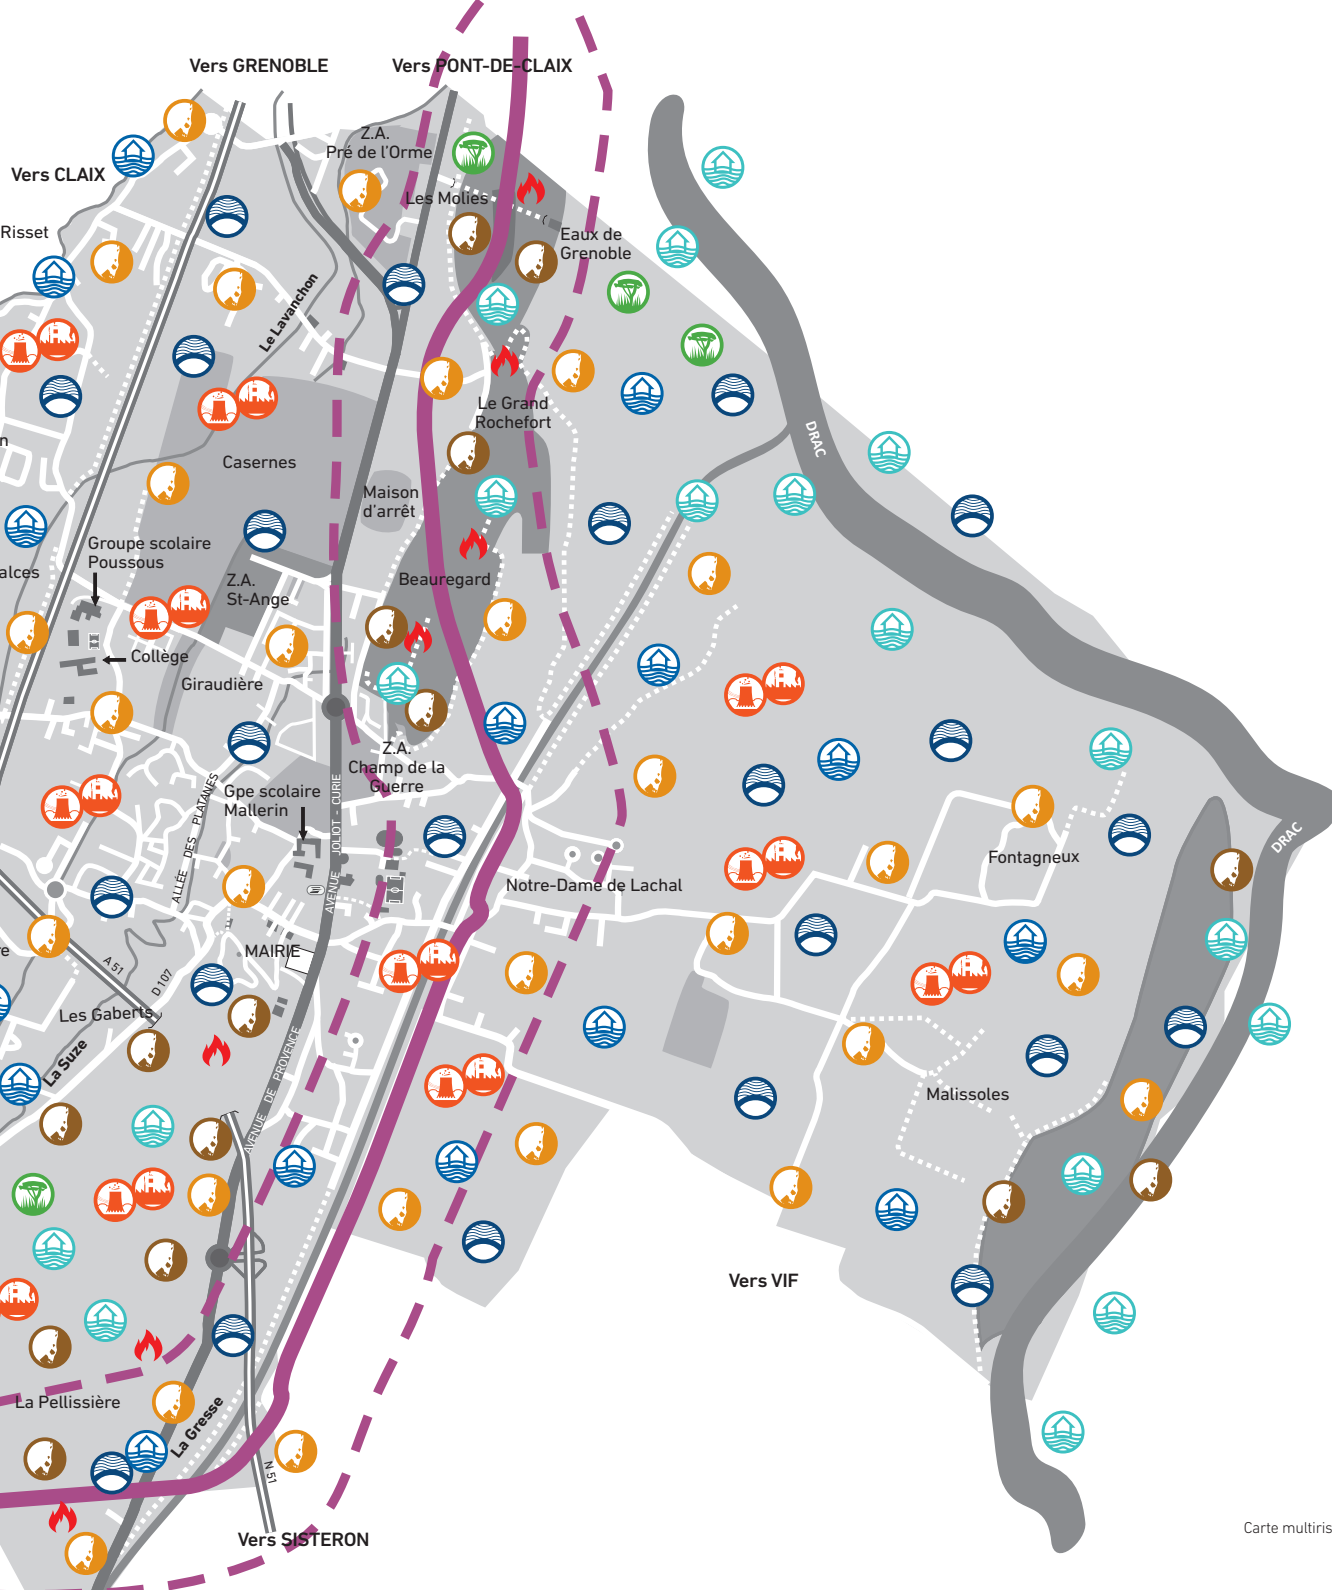 Vers GRENOBLE
Vers PONT-DE-CLAIX
Z.A.
Pré de l'Orme
Vers CLAIX
Les Molies
Risset
Eaux de
Grenoble
Le Lavanchon
Le Grand
Rochefort
DRAC
n
Casernes
Maison
d'arrêt
Groupe scolaire
Poussous
alces
Z.A.
St-Ange
Beauregard
Collège
Giraudière
Z.A.
Champ de la
Guerre
Gpe scolaire
Mallerin
ALLÉE DES PLATANES
AVENUE JOLIOT - CURIE
DRAC
Fontagneux
Notre-Dame de Lachal
re
MAIRIE
A 51
D 107
Les Gaberts
La Suze
AVENUE DE PROVENCE
Malissoles
Vers VIF
La Pellissière
La Gresse
N 51
Vers SISTERON
Carte multiris